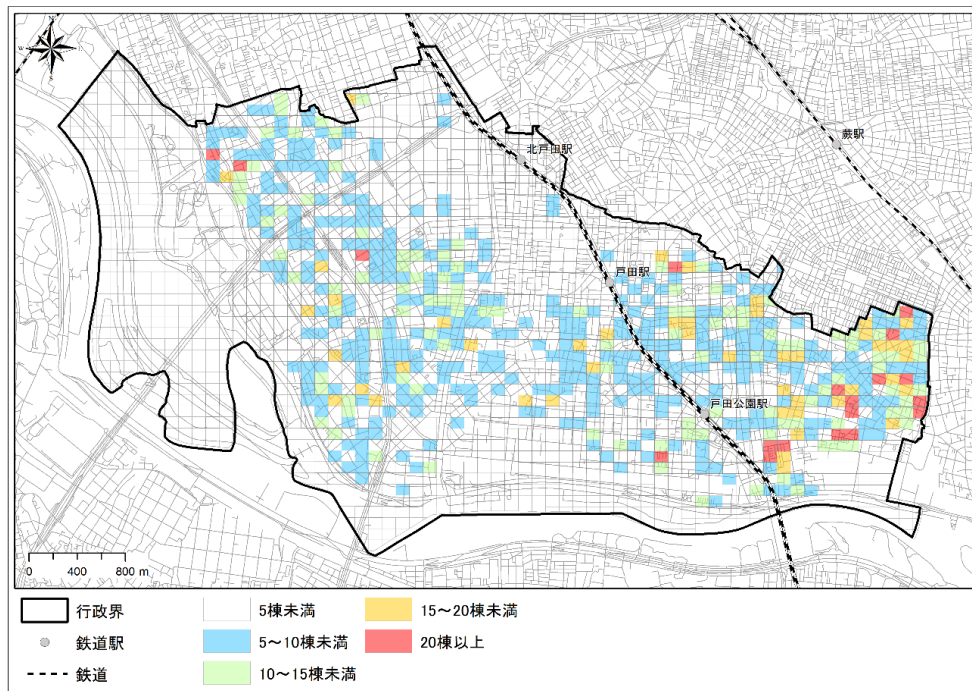 蕨駅
北戸田駅
戸田駅
戸田公園駅
0 400 800 m
行政界
鉄道駅
鉄道
5棟未満
5～10棟未満
10～15棟未満
15～20棟未満
20棟以上